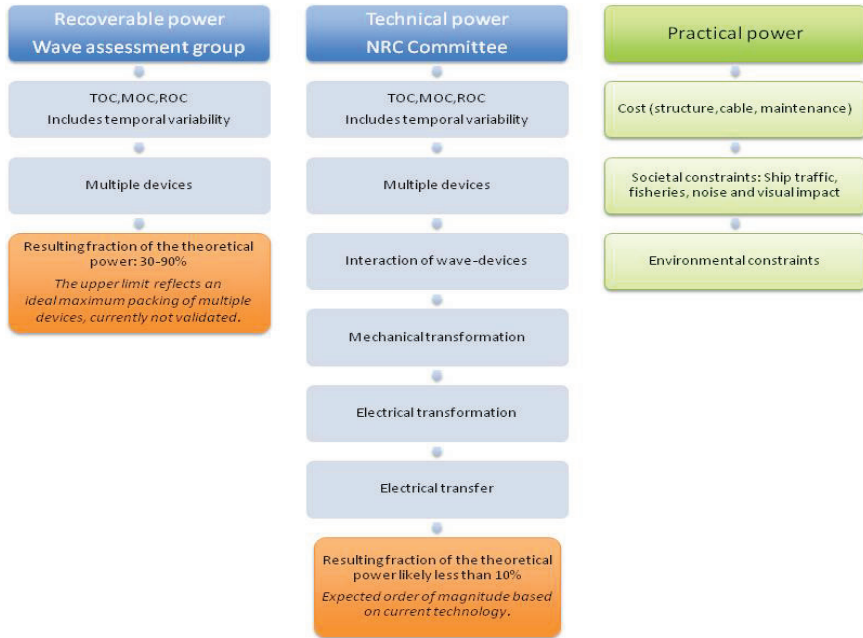 Recoverable power
Wave assessment group
TOC,MOC,ROC
Includes temporal variability
Multiple devices
Resulting fraction of the theoretical
power: 30-90%
The upper limit reflects an
ideal maximum packing of multiple
devices, currently not validated.
Technical power
NRC Committee
TOC,MOC,ROC
Includes temporal variability
Multiple devices
Interaction of wave-devices
Mechanical transformation
Electrical transformation
Electrical transfer
Resulting fraction of the theoretical
power likely less than 10%
Expected order of magnitude based
on current technology.
Practical power
Cost (structure,cable, maintenance)
Societal constraints: Ship traffic,
fisheries, noise and visual impact
Environmental constraints